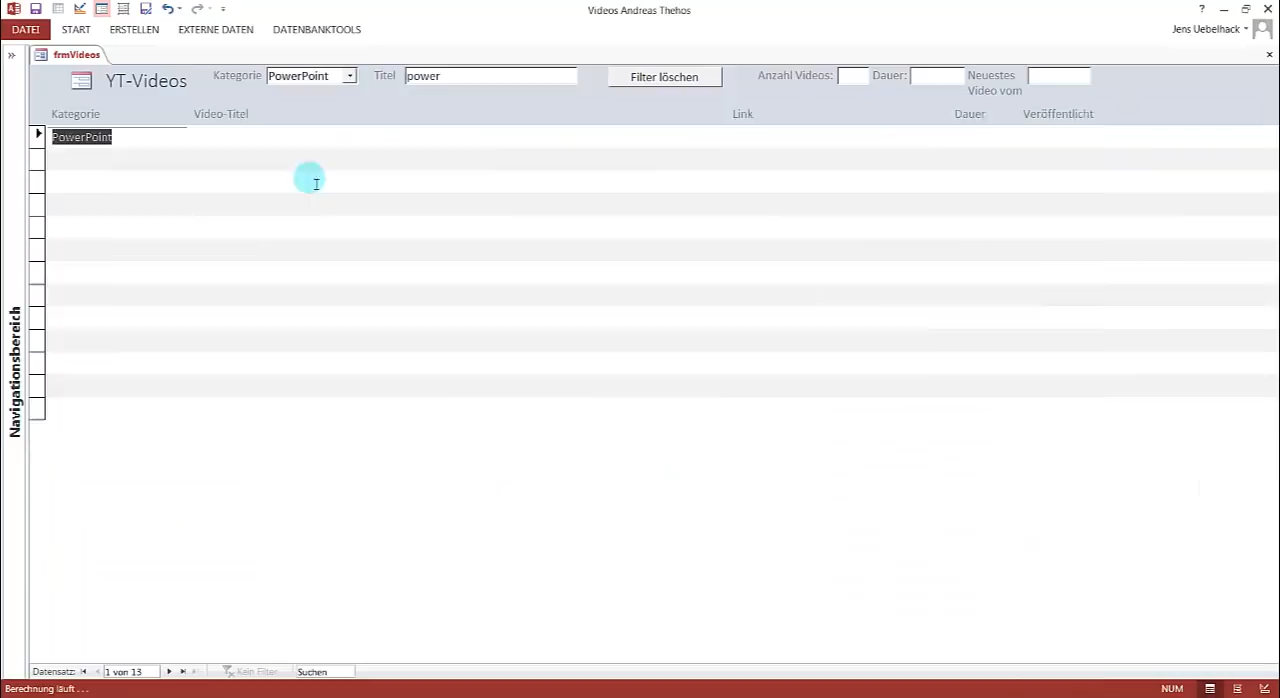 Videos Andreas Thehos
?
DATEI START ERSTELLEN EXTERNE DATEN DATENBANKTOOLS
Jens Uebelhack
frmVideos
YT-Videos
Kategorie PowerPoint
Titel power
Filter löschen
Anzahl Videos:
Dauer:
Neuestes
Video vom
Kategorie Video-Titel Link Dauer Veröffentlicht
PowerPoint
Navigationsbereich
Datensatz: 1 von 13 Kein Filter Suchen
Berechnung läuft . . . NUM